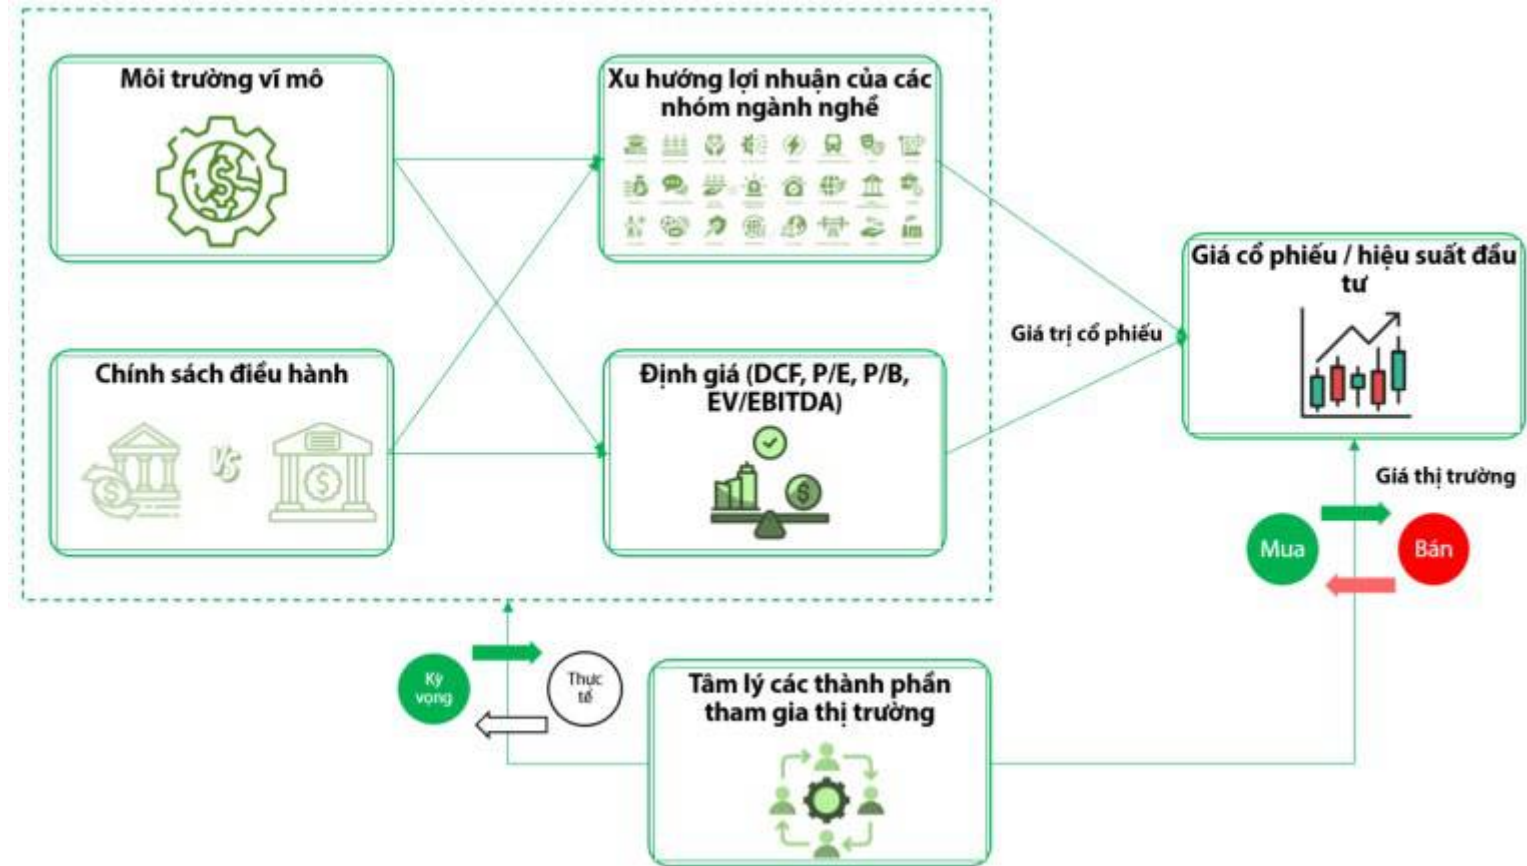 Môi trường vĩ mô
Xu hướng lợi nhuận của các
nhóm ngành nghề
Giá cổ phiếu / hiệu suất đầu
tư
Giá trị cổ phiếu
Chính sách điều hành
VS
Định giá (DCF, P/E, P/B,
EV/EBITDA)
Giá thị trường
Mua
Bán
Kỳ
vọng
Thực
tế
Tâm lý các thành phần
tham gia thị trường